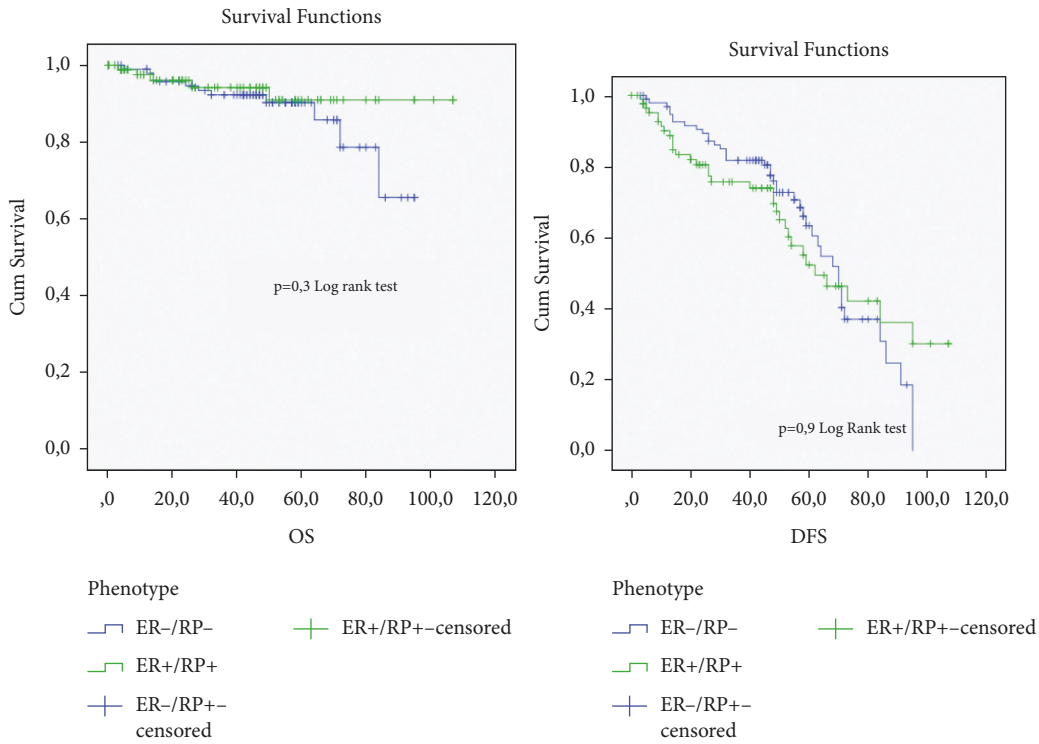 Survival Functions
1,0
0,8
0,6
0,4
0,2
0,0
Cum Survival
p=0,3 Log rank test
,0 20,0 40,0 60,0 80,0 100,0 120,0
OS
Phenotype
ER–/RP–
ER+/RP+
ER–/RP+–
censored
ER+/RP+–censored
Survival Functions
1,0
0,8
0,6
0,4
0,2
0,0
Cum Survival
p=0,9 Log Rank test
,0 20,0 40,0 60,0 80,0 100,0 120,0
DFS
Phenotype
ER–/RP–
ER+/RP+
ER–/RP+–
censored
ER+/RP+–censored